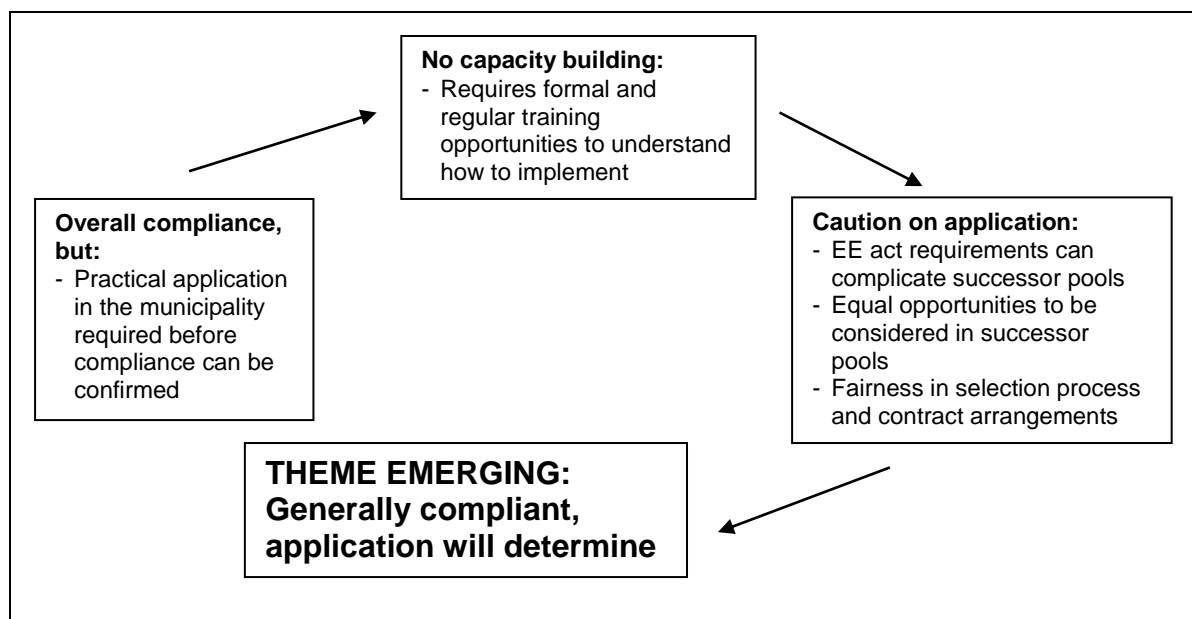 No capacity building:
- Requires formal and
regular training
opportunities to understand
how to implement
Overall compliance,
but:
- Practical application
in the municipality
required before
compliance can be
confirmed
Caution on application:
- EE act requirements can
complicate successor pools
- Equal opportunities to be
considered in successor
pools
- Fairness in selection process
and contract arrangements
THEME EMERGING:
Generally compliant,
application will determine